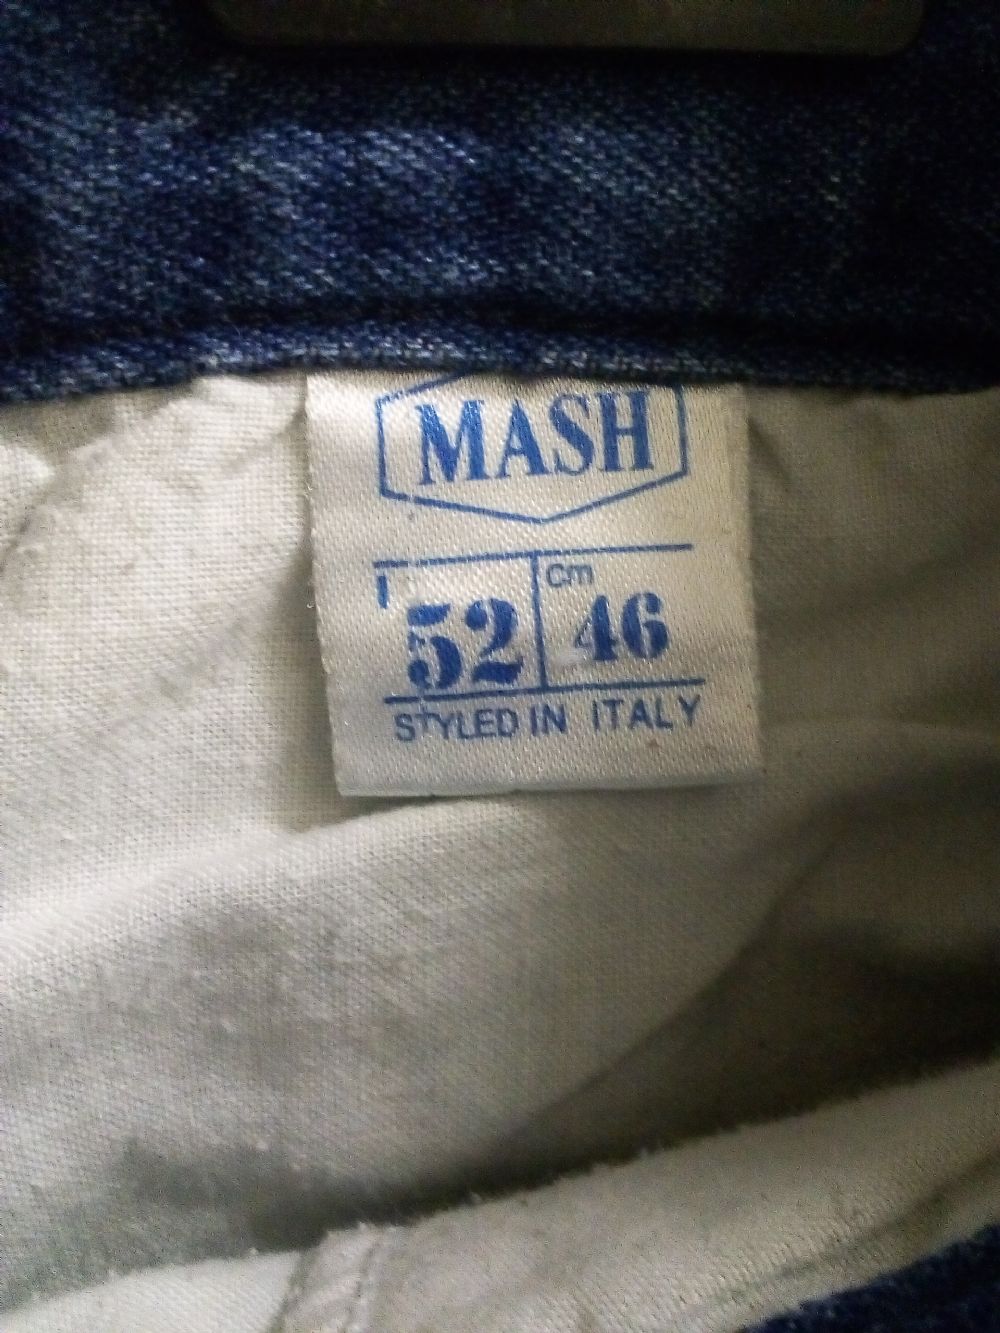 MASH
I cm
52 46
STYLED IN ITALY